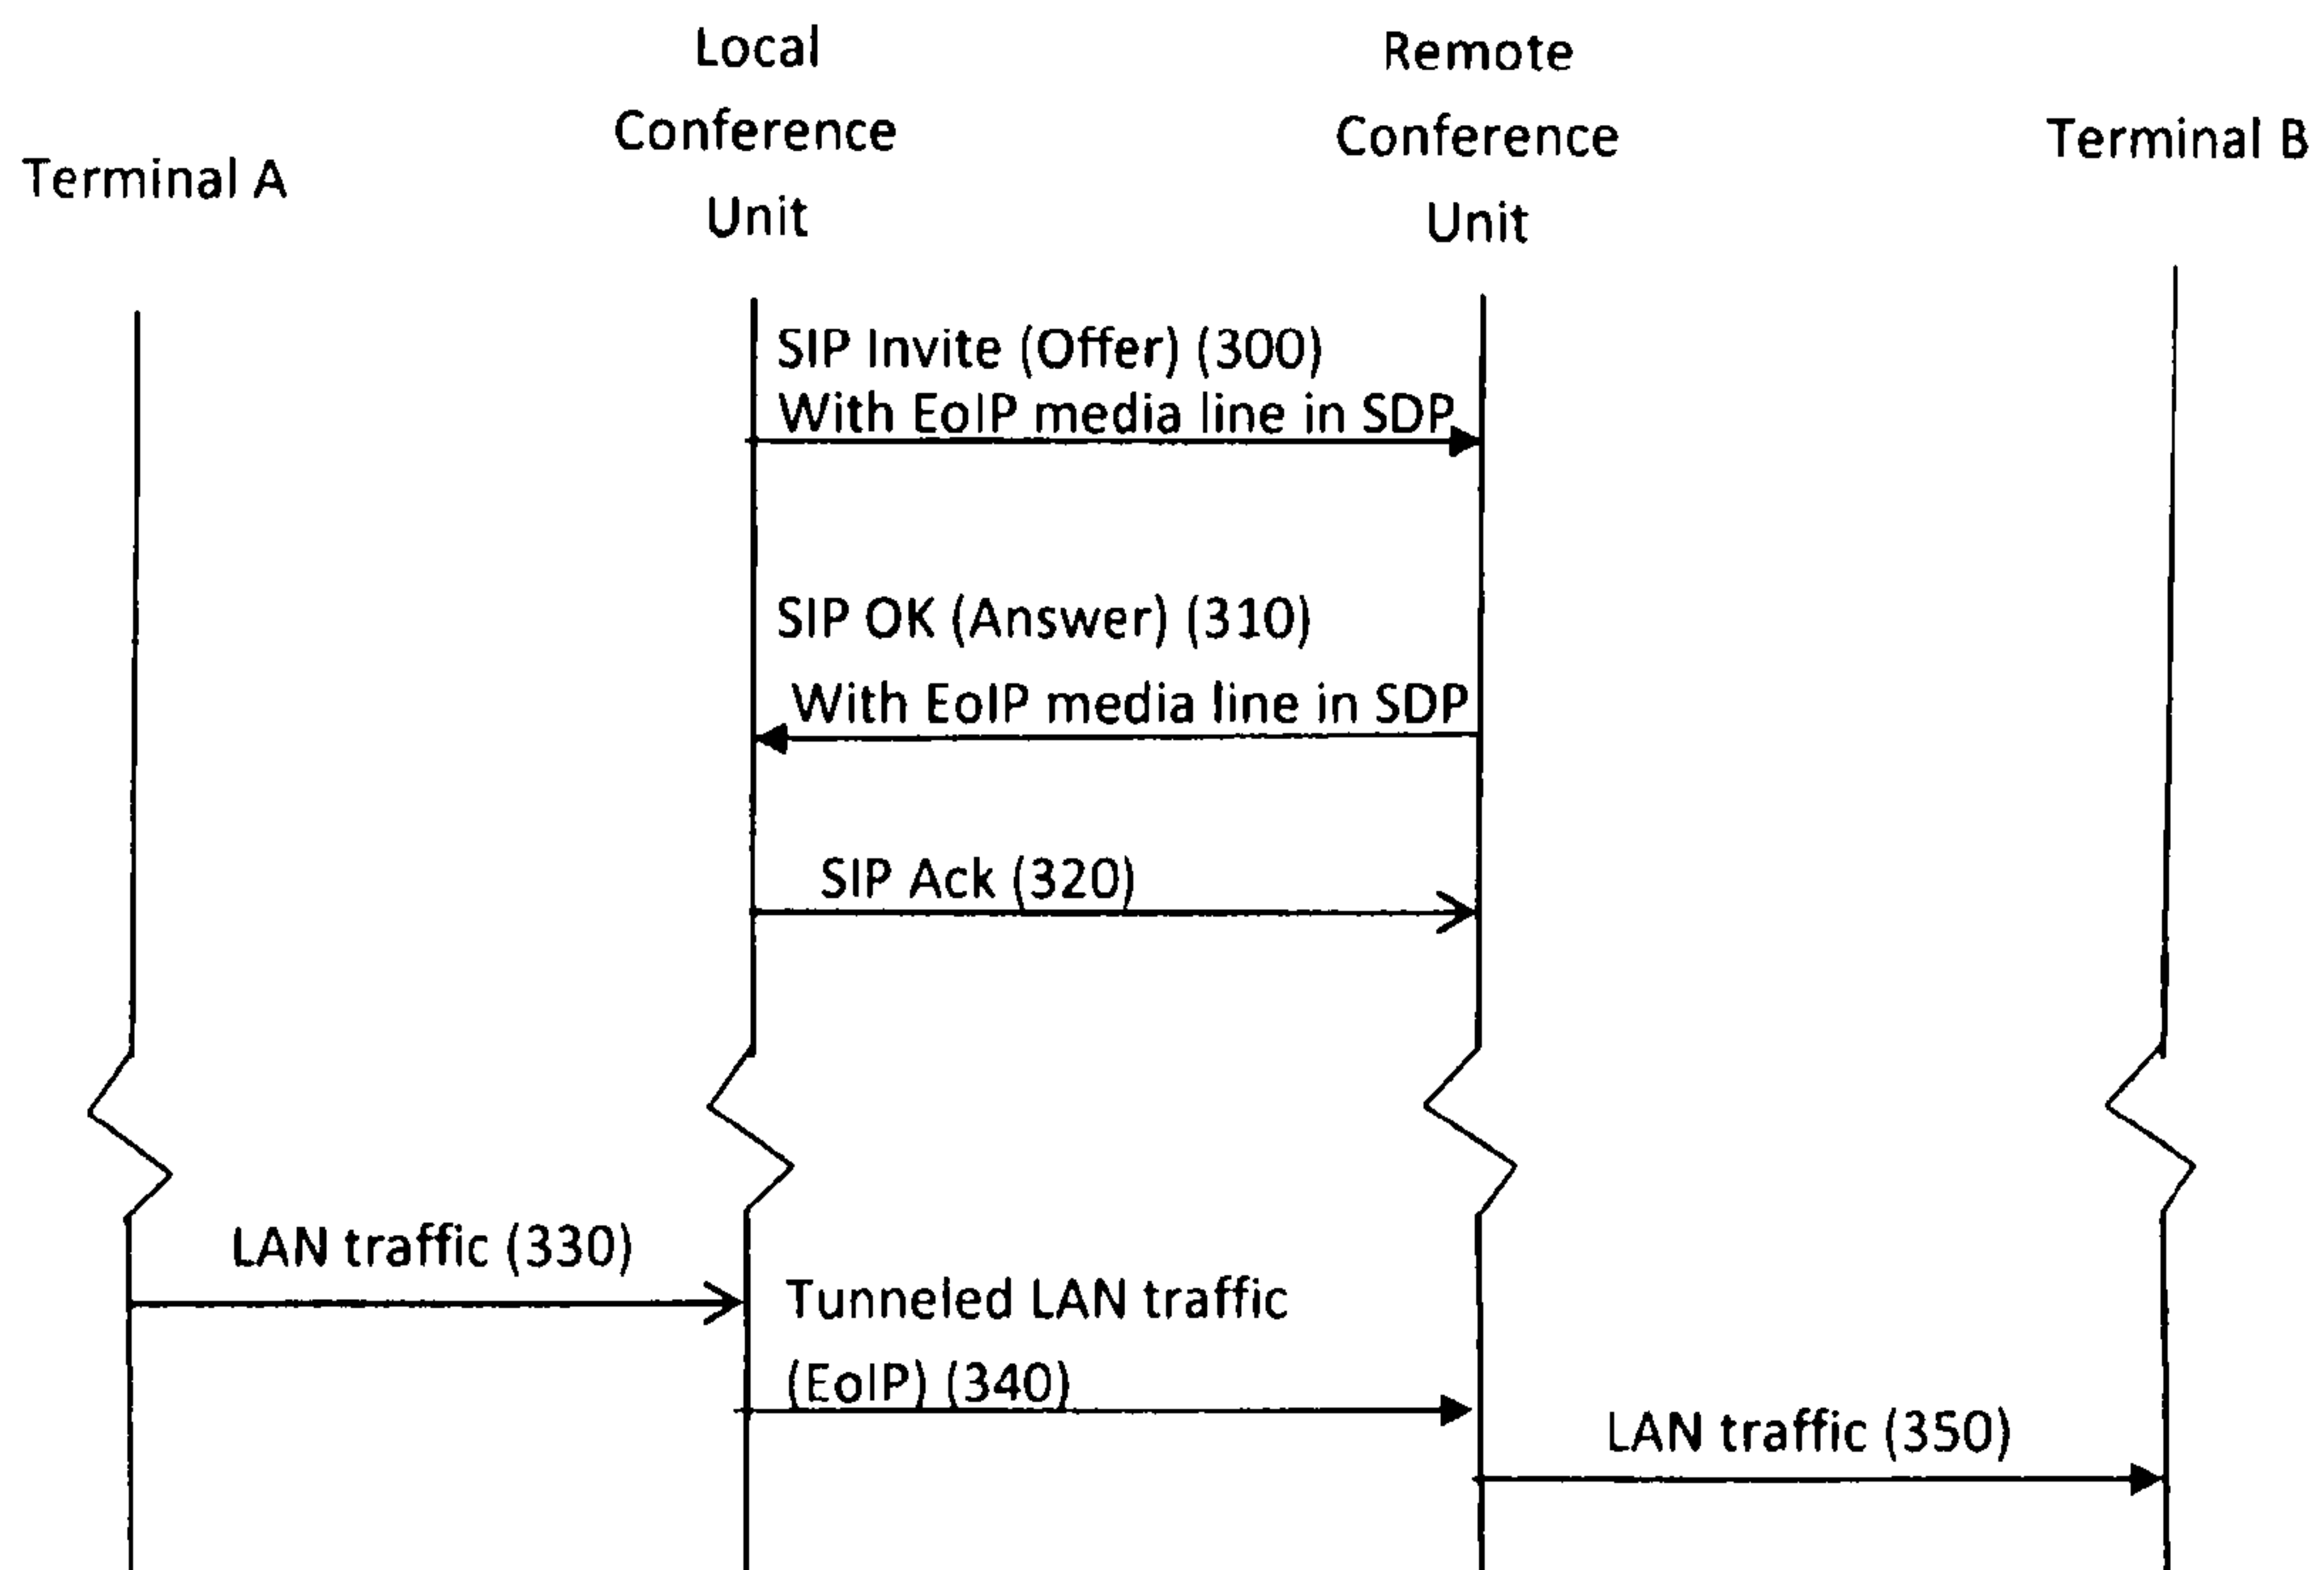 Terminal A
Local
Conference
Unit
Remote
Conference
Unit
Terminal B
SIP Invite (Offer) (300)
With EoIP media line in SDP
SIP OK (Answer) (310)
With EoIP media line in SDP
SIP Ack (320)
LAN traffic (330)
Tunneled LAN traffic
(EoIP) (340)
LAN traffic (350)